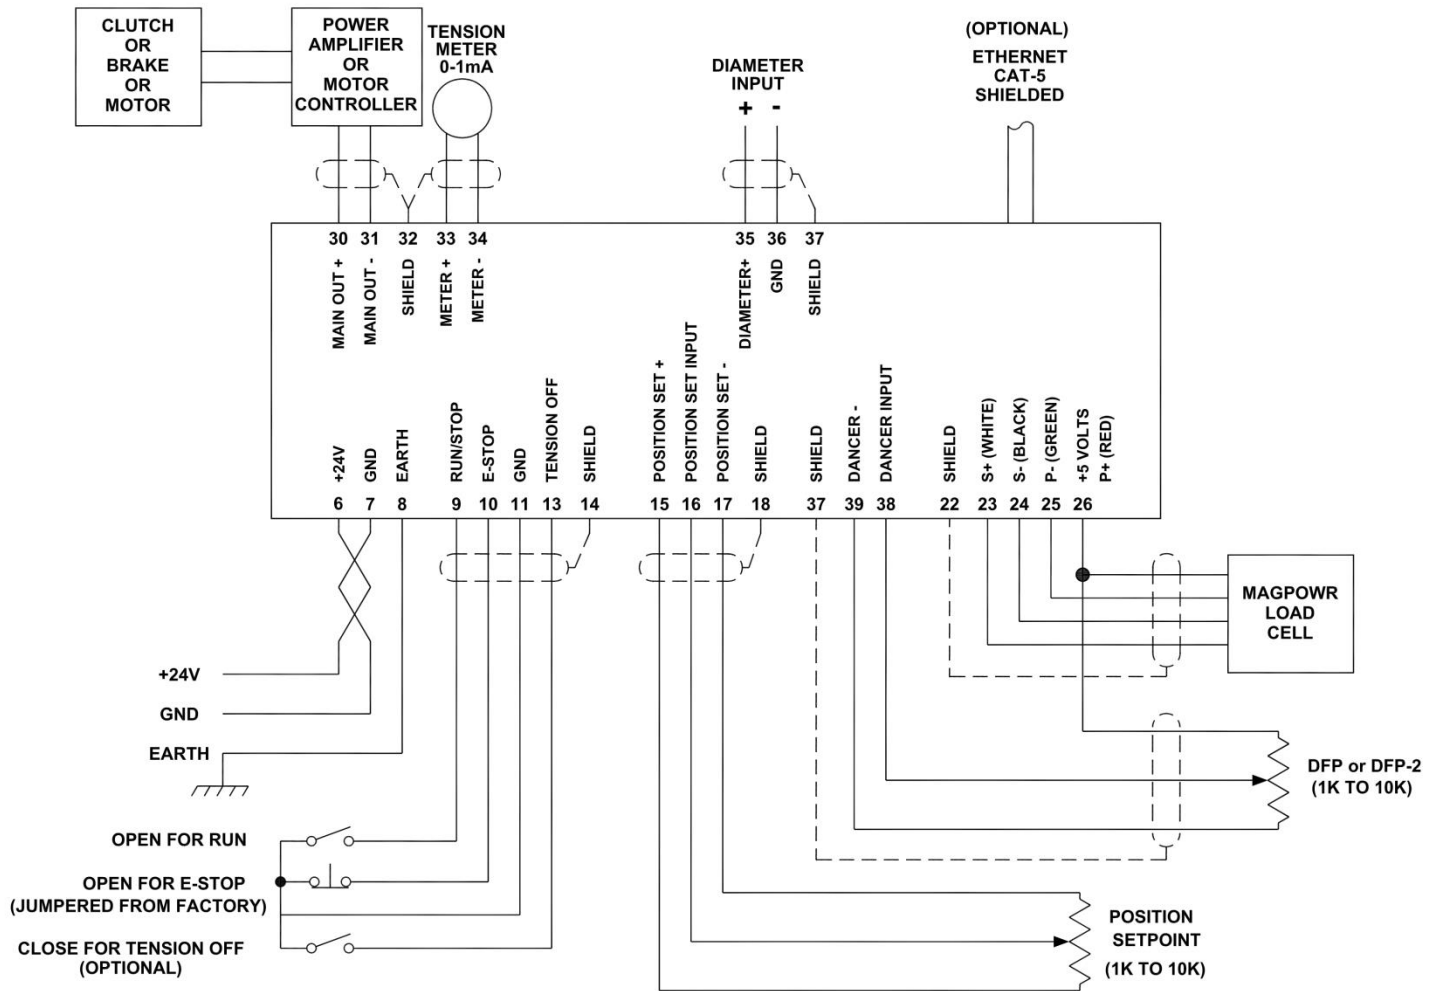 CLUTCH
OR
BRAKE
OR
MOTOR
POWER
AMPLIFIER
OR
MOTOR
CONTROLLER
TENSION
METER
0-1mA
DIAMETER
INPUT
+ -
(OPTIONAL)
ETHERNET
CAT-5
SHIELDED
30 31 32 33 34 35 36 37
MAIN OUT +
MAIN OUT -
SHIELD
METER +
METER -
DIAMETER+
GND
SHIELD
+24V
GND
EARTH
RUN/STOP
E-STOP
GND
TENSION OFF
SHIELD
POSITION SET +
POSITION SET INPUT
POSITION SET -
SHIELD
SHIELD
DANCER -
DANCER INPUT
SHIELD
S+ (WHITE)
S- (BLACK)
P- (GREEN)
+5 VOLTS
P+ (RED)
6 7 8 9 10 11 13 14 15 16 17 18 37 39 38 22 23 24 25 26
MAGPOWR
LOAD
CELL
+24V
GND
EARTH
DFP or DFP-2
(1K TO 10K)
OPEN FOR RUN
OPEN FOR E-STOP
(JUMPERED FROM FACTORY)
CLOSE FOR TENSION OFF
(OPTIONAL)
POSITION
SETPOINT
(1K TO 10K)